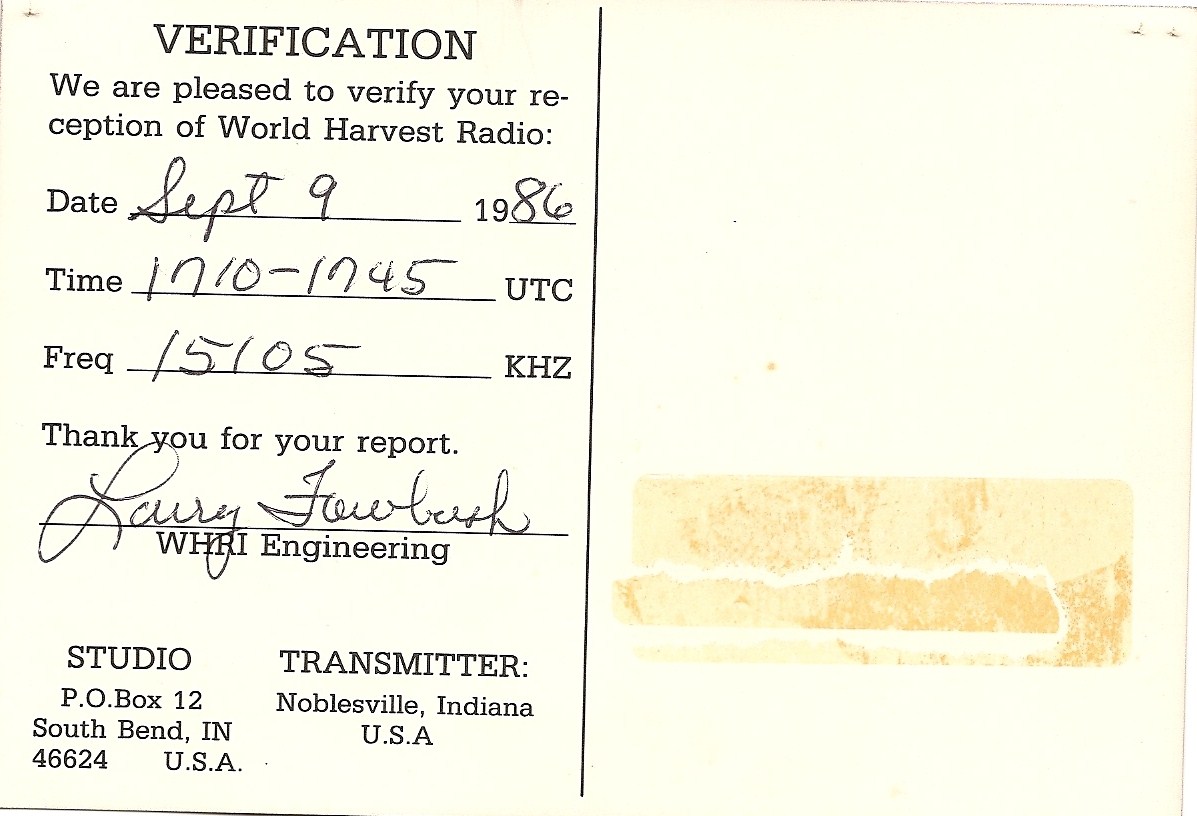 VERIFICATION
We are pleased to verify your re-
ception of World Harvest Radio:
Date Sept 9 1986
Time 1710-1745 UTC
Freq 15105 KHZ
Thank you for your report.
Larry
WHRI Engineering
STUDIO
P.O.Box 12
South Bend, IN
46624 U.S.A.
TRANSMITTER:
Noblesville, Indiana
U.S.A